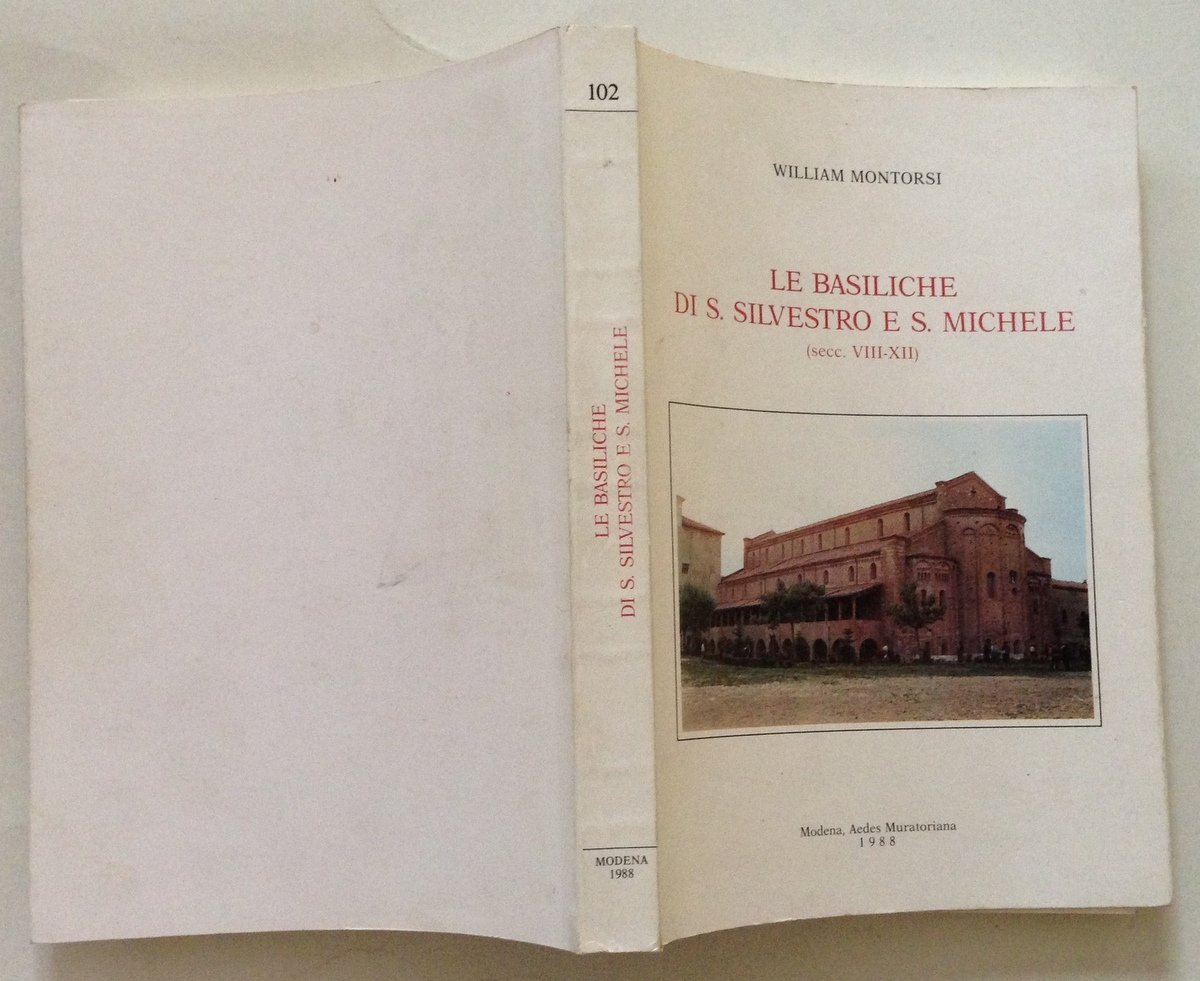 102
LE BASILICHE
DI S. SILVESTRO E S. MICHELE
MODENA
1988
WILLIAM MONTORSI
LE BASILICHE
DI S. SILVESTRO E S. MICHELE
(secc. VIII-XII)
Modena, Aedes Muratoriana
1988